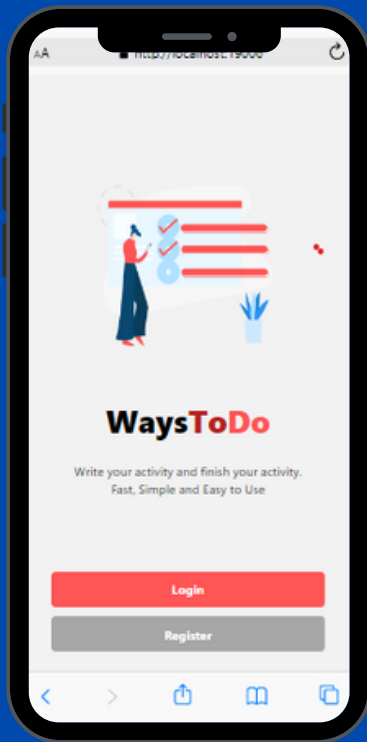 AA http://localhost:19006
WaysToDo
Write your activity and finish your activity.
Fast, Simple and Easy to Use
Login
Register